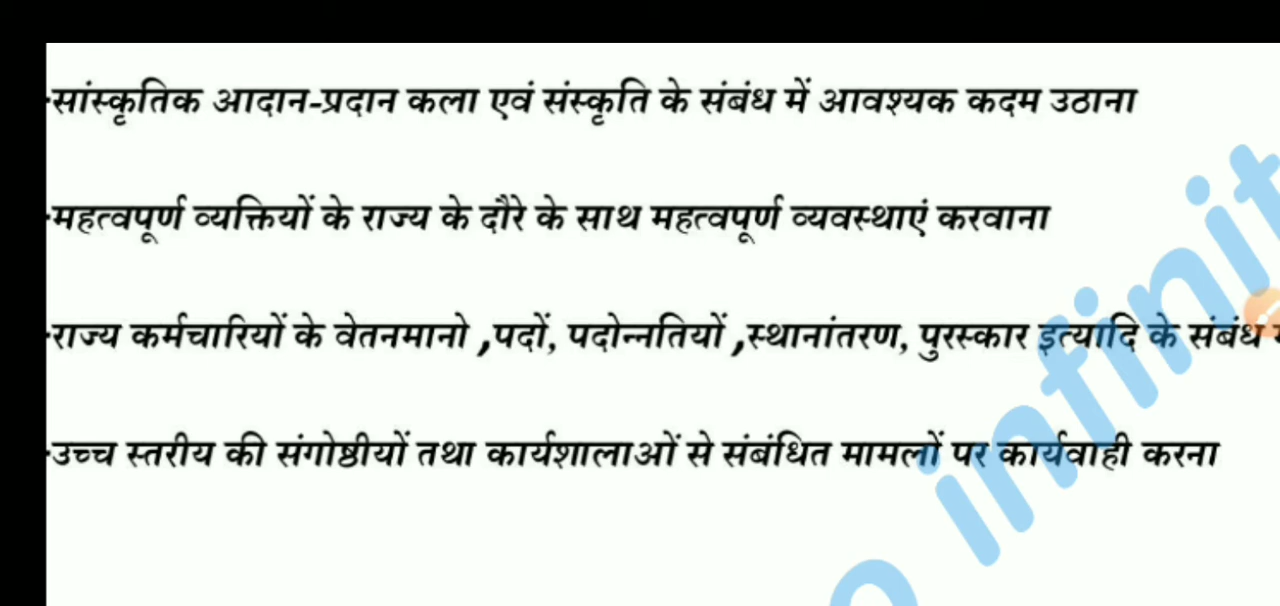 ·सांस्कृतिक आदान-प्रदान कला एवं संस्कृति के संबंध में आवश्यक कदम उठाना
·महत्वपूर्ण व्यक्तियों के राज्य के दौरे के साथ महत्वपूर्ण व्यवस्थाएं करवाना
·राज्य कर्मचारियों के वेतनमानो ,पदों, पदोन्नतियों ,स्थानांतरण, पुरस्कार इत्यादि के संबंध
·उच्च स्तरीय की संगोष्ठीयों तथा कार्यशालाओं से संबंधित मामलों पर कार्यवाही करना